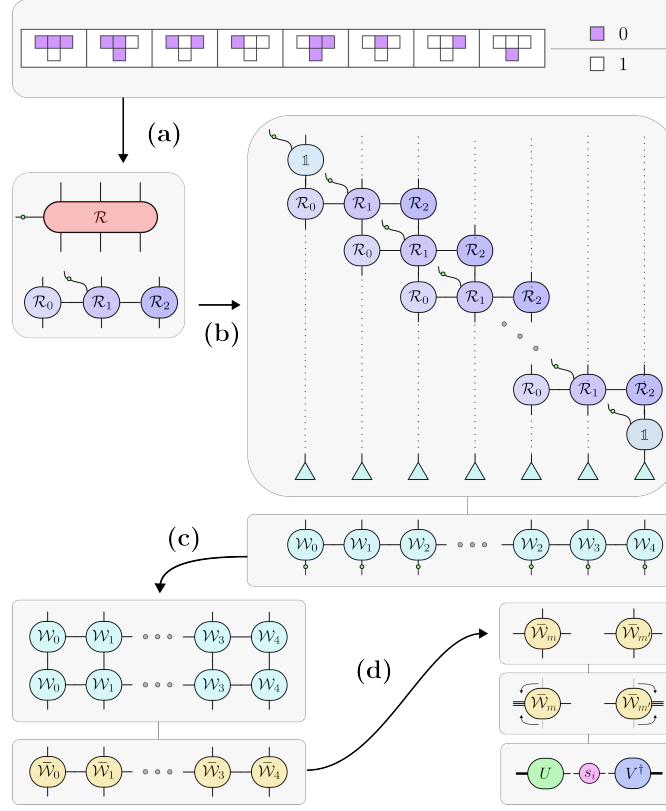 0
1
(a)
ℛ
ℛ₀ ℛ₁ ℛ₂
(b)
𝟙
ℛ₀ ℛ₁ ℛ₂
ℛ₀ ℛ₁ ℛ₂
ℛ₀ ℛ₁ ℛ₂
ℛ₀ ℛ₁ ℛ₂
𝟙
(c)
𝒲₀ 𝒲₁ 𝒲₂ 𝒲₂ 𝒲₃ 𝒲₄
𝒲₀ 𝒲₁ 𝒲₃ 𝒲₄
𝒲₀ 𝒲₁ 𝒲₃ 𝒲₄
𝒲̅₀ 𝒲̅₁ 𝒲̅₃ 𝒲̅₄
(d)
𝒲̅ₘ 𝒲̅ₘ′
𝒲̅ₘ 𝒲̅ₘ′
U sᵢ V†